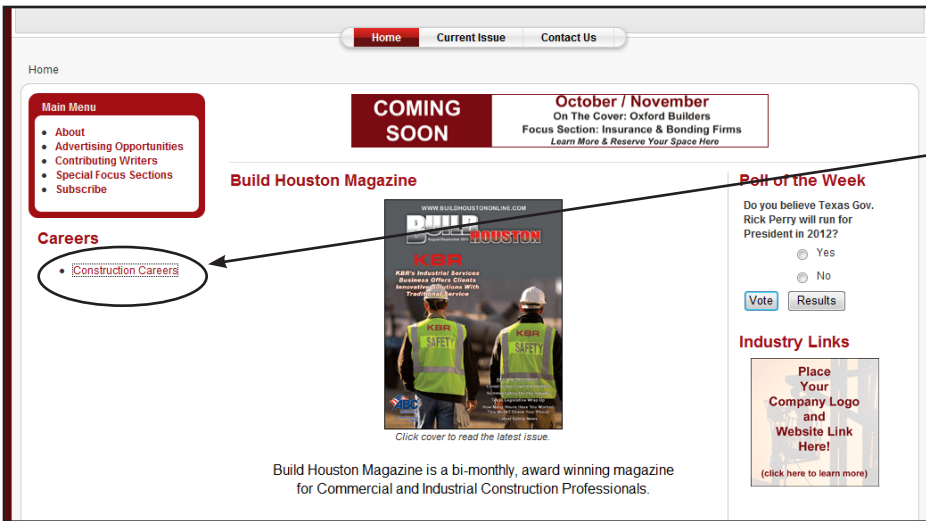 Home Current Issue Contact Us
Home
Main Menu
About
Advertising Opportunities
Contributing Writers
Special Focus Sections
Subscribe
Careers
Construction Careers
COMING
SOON
October / November
On The Cover: Oxford Builders
Focus Section: Insurance & Bonding Firms
Learn More & Reserve Your Space Here
Build Houston Magazine
WWW.BUILDHOUSTONONLINE.COM
BUILD
August/September 2011
HOUSTON
KBR
KBR's Industrial Services
Business Offers Clients
Innovative Solutions With
Traditional Service
KBR
SAFETY
KBR
SAFETY
ABC
Click cover to read the latest issue.
Build Houston Magazine is a bi-monthly, award winning magazine
for Commercial and Industrial Construction Professionals.
Poll of the Week
Do you believe Texas Gov.
Rick Perry will run for
President in 2012?
Yes
No
Vote Results
Industry Links
Place
Your
Company Logo
and
Website Link
Here!
(click here to learn more)